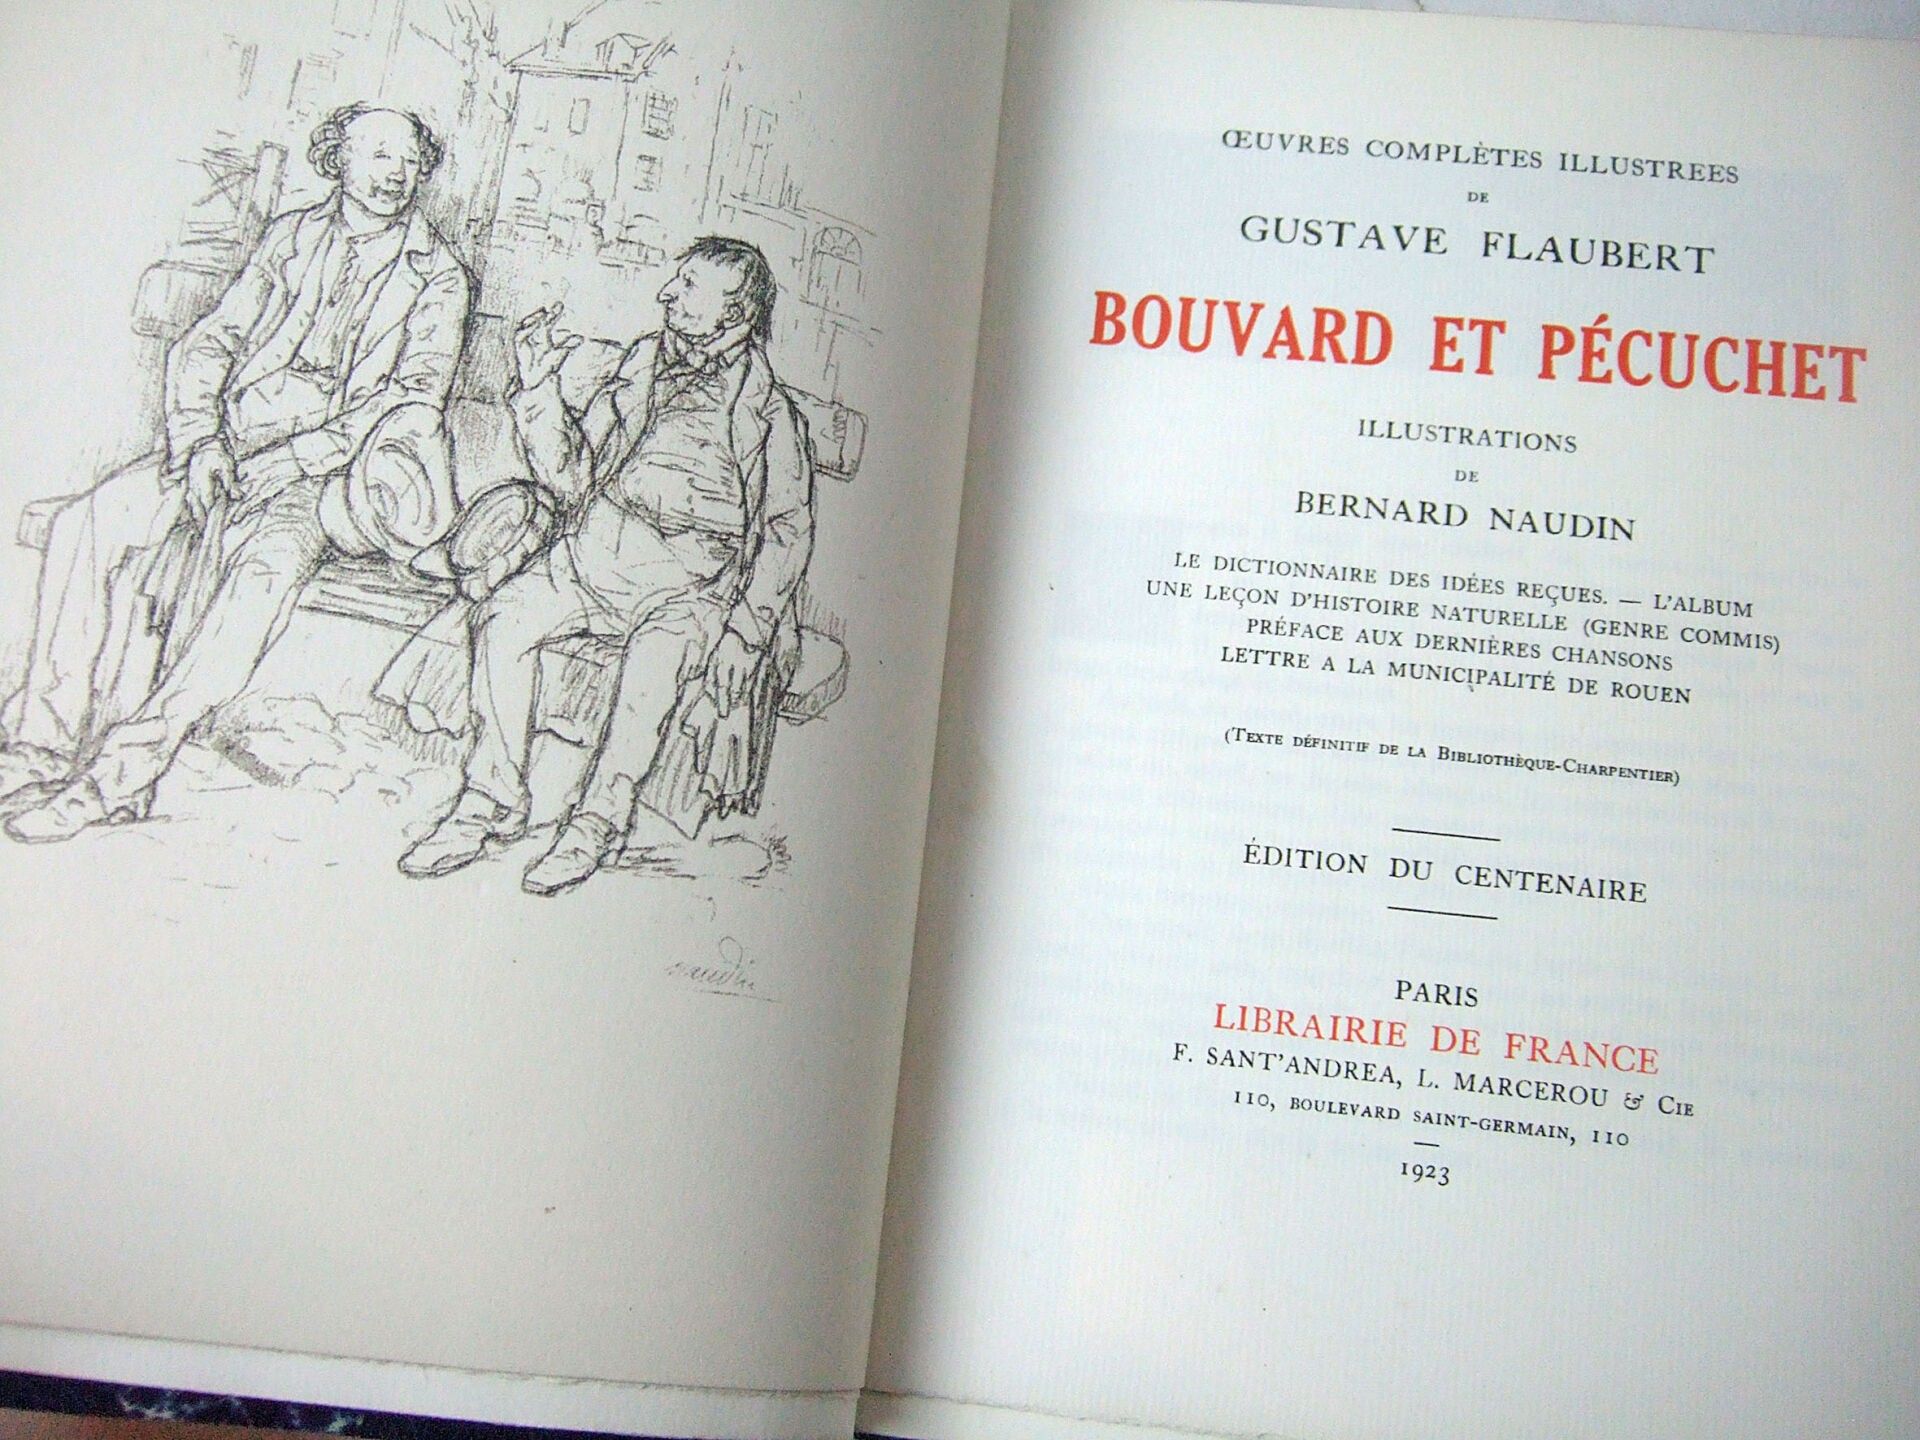 naudin
ŒUVRES COMPLÈTES ILLUSTREES
DE
GUSTAVE FLAUBERT
BOUVARD ET PÉCUCHET
ILLUSTRATIONS
DE
BERNARD NAUDIN
LE DICTIONNAIRE DES IDÉES REÇUES. — L'ALBUM
UNE LEÇON D'HISTOIRE NATURELLE (GENRE COMMIS)
PRÉFACE AUX DERNIÈRES CHANSONS
LETTRE A LA MUNICIPALITÉ DE ROUEN
(TEXTE DÉFINITIF DE LA BIBLIOTHÈQUE-CHARPENTIER)
ÉDITION DU CENTENAIRE
PARIS
LIBRAIRIE DE FRANCE
F. SANT'ANDREA, L. MARCEROU & CIE
110, BOULEVARD SAINT-GERMAIN, 110
1923